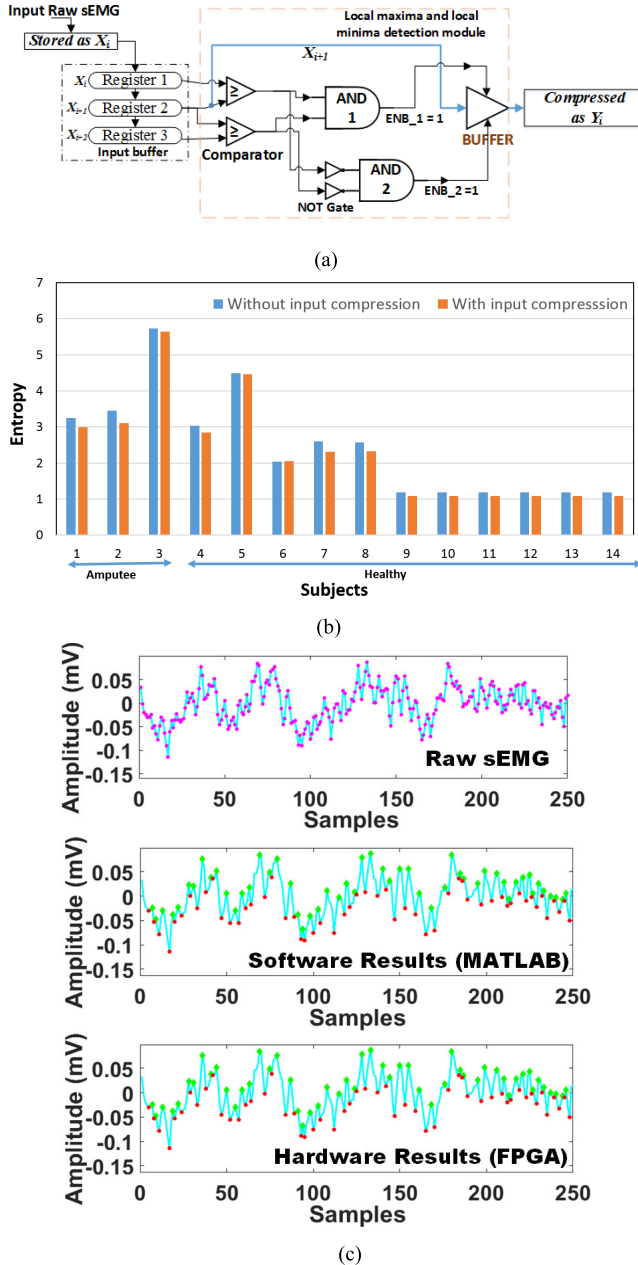 Input Raw sEMG
Stored as Xi
Local maxima and local
minima detection module
Xi+1
Xi Register 1
Xi+1 Register 2
Xi+2 Register 3
Input buffer
≥
≥
Comparator
AND
1
ENB_1 = 1
BUFFER
Compressed
as Yi
NOT Gate
AND
2
ENB_2 =1
(a)
Without input compression With input compresssion
Entropy
7
6
5
4
3
2
1
0
1 2 3 4 5 6 7 8 9 10 11 12 13 14
Amputee Healthy
Subjects
(b)
Amplitude (mV)
0.05
0
-0.05
-0.1
-0.15
Raw sEMG
0 50 100 150 200 250
Samples
Amplitude (mV)
0.05
0
-0.05
-0.1
-0.15
Software Results (MATLAB)
0 50 100 150 200 250
Samples
Amplitude (mV)
0.05
0
-0.05
-0.1
-0.15
Hardware Results (FPGA)
0 50 100 150 200 250
Samples
(c)